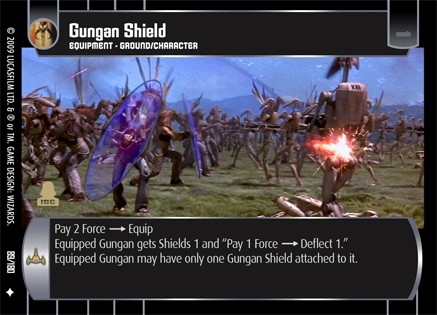 Gungan Shield
EQUIPMENT - GROUND/CHARACTER
Pay 2 Force → Equip
Equipped Gungan gets Shields 1 and “Pay 1 Force → Deflect 1.”
Equipped Gungan may have only one Gungan Shield attached to it.
© 2009 LUCASFILM LTD. & ® or TM. GAME DESIGN: WIZARDS.
IDC